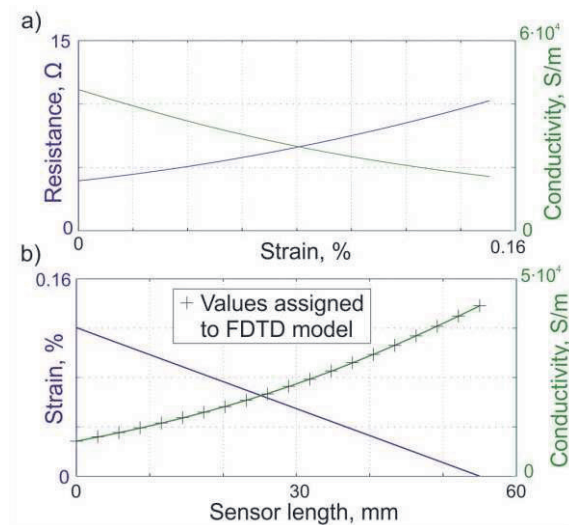 a)
15
6·10⁴
Resistance, Ω
Conductivity, S/m
0
0
0
Strain, %
0.16
b)
0.16
5·10⁴
+ Values assigned
to FDTD model
Strain, %
Conductivity, S/m
0
0
0
30
60
Sensor length, mm